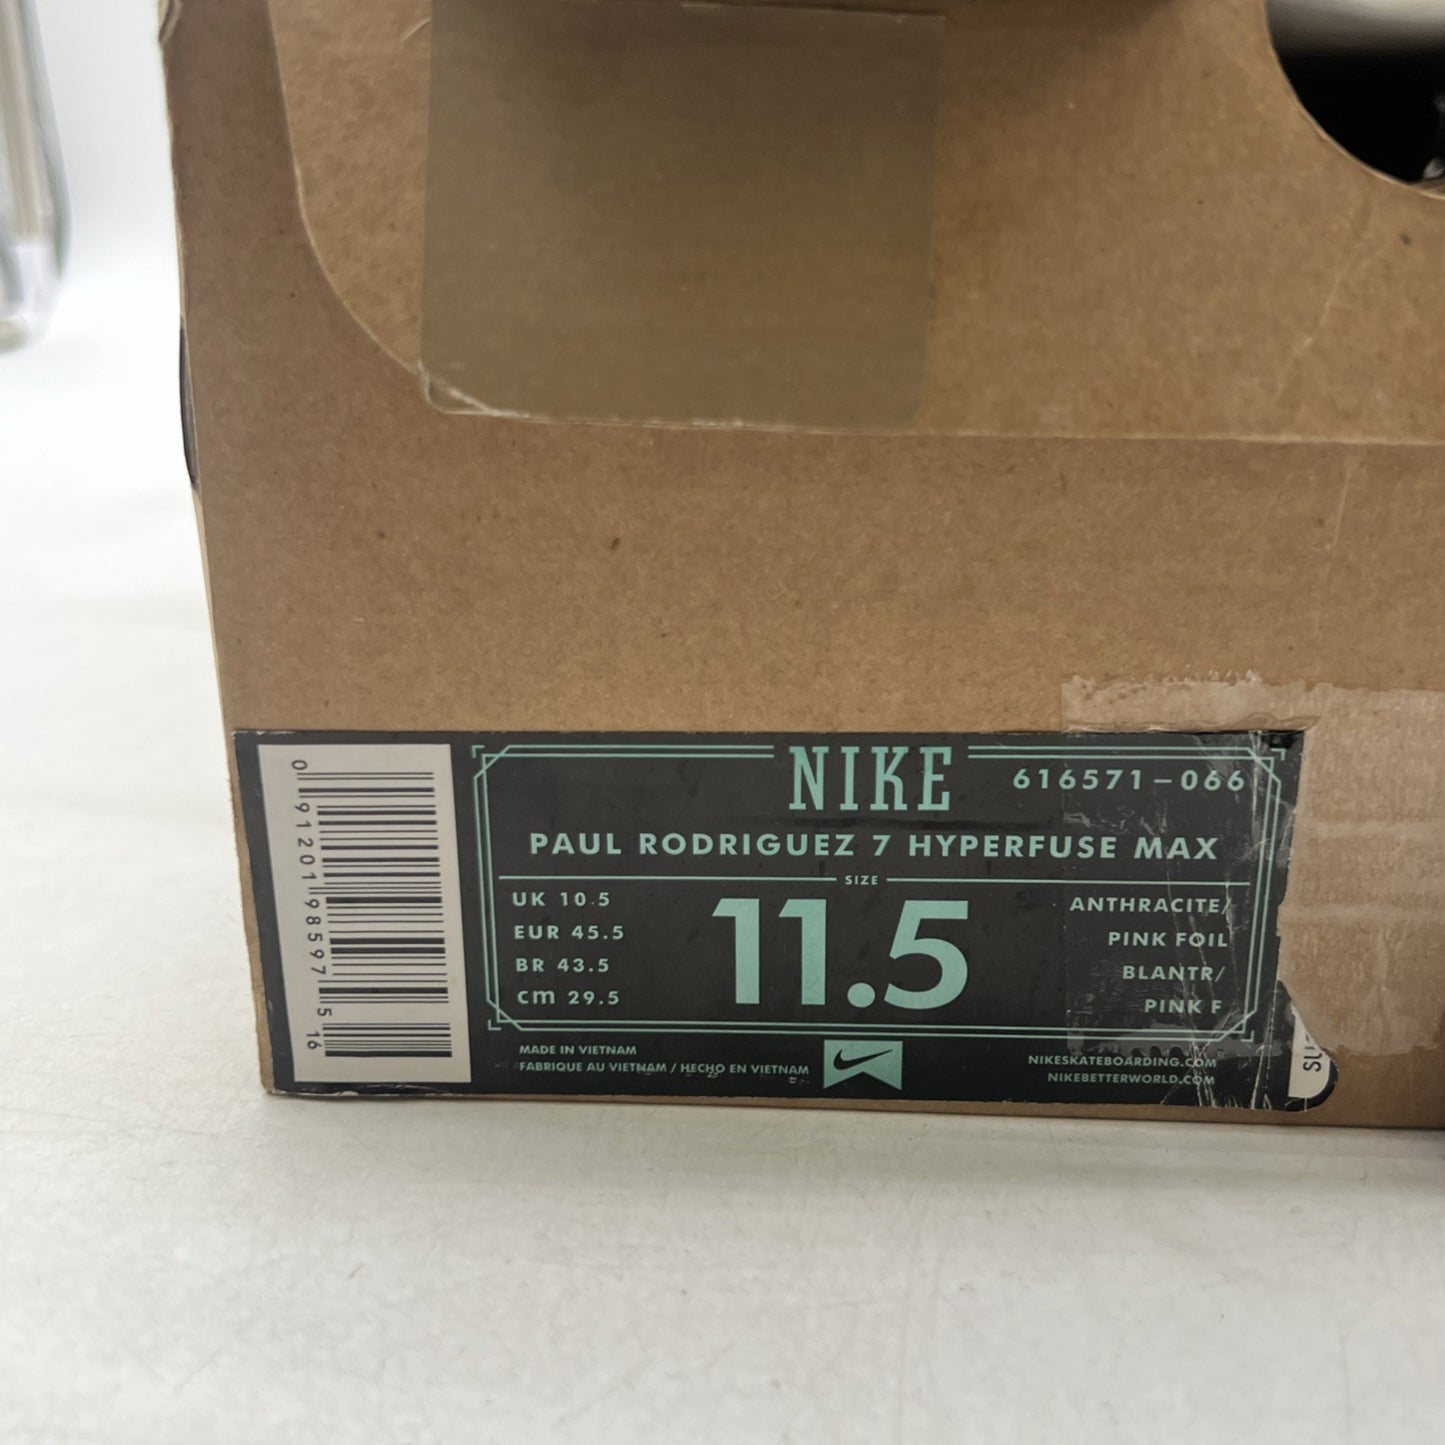 0 91201 98597 5 16
NIKE
616571-066
PAUL RODRIGUEZ 7 HYPERFUSE MAX
SIZE
UK 10.5
EUR 45.5
BR 43.5
cm 29.5
11.5
ANTHRACITE/
PINK FOIL
BLANTR/
PINK F
MADE IN VIETNAM
FABRIQUE AU VIETNAM / HECHO EN VIETNAM
NIKESKATEBOARDING.COM
NIKEBETTERWORLD.COM